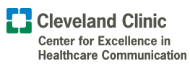 Cleveland Clinic
Center for Excellence in
Healthcare Communication